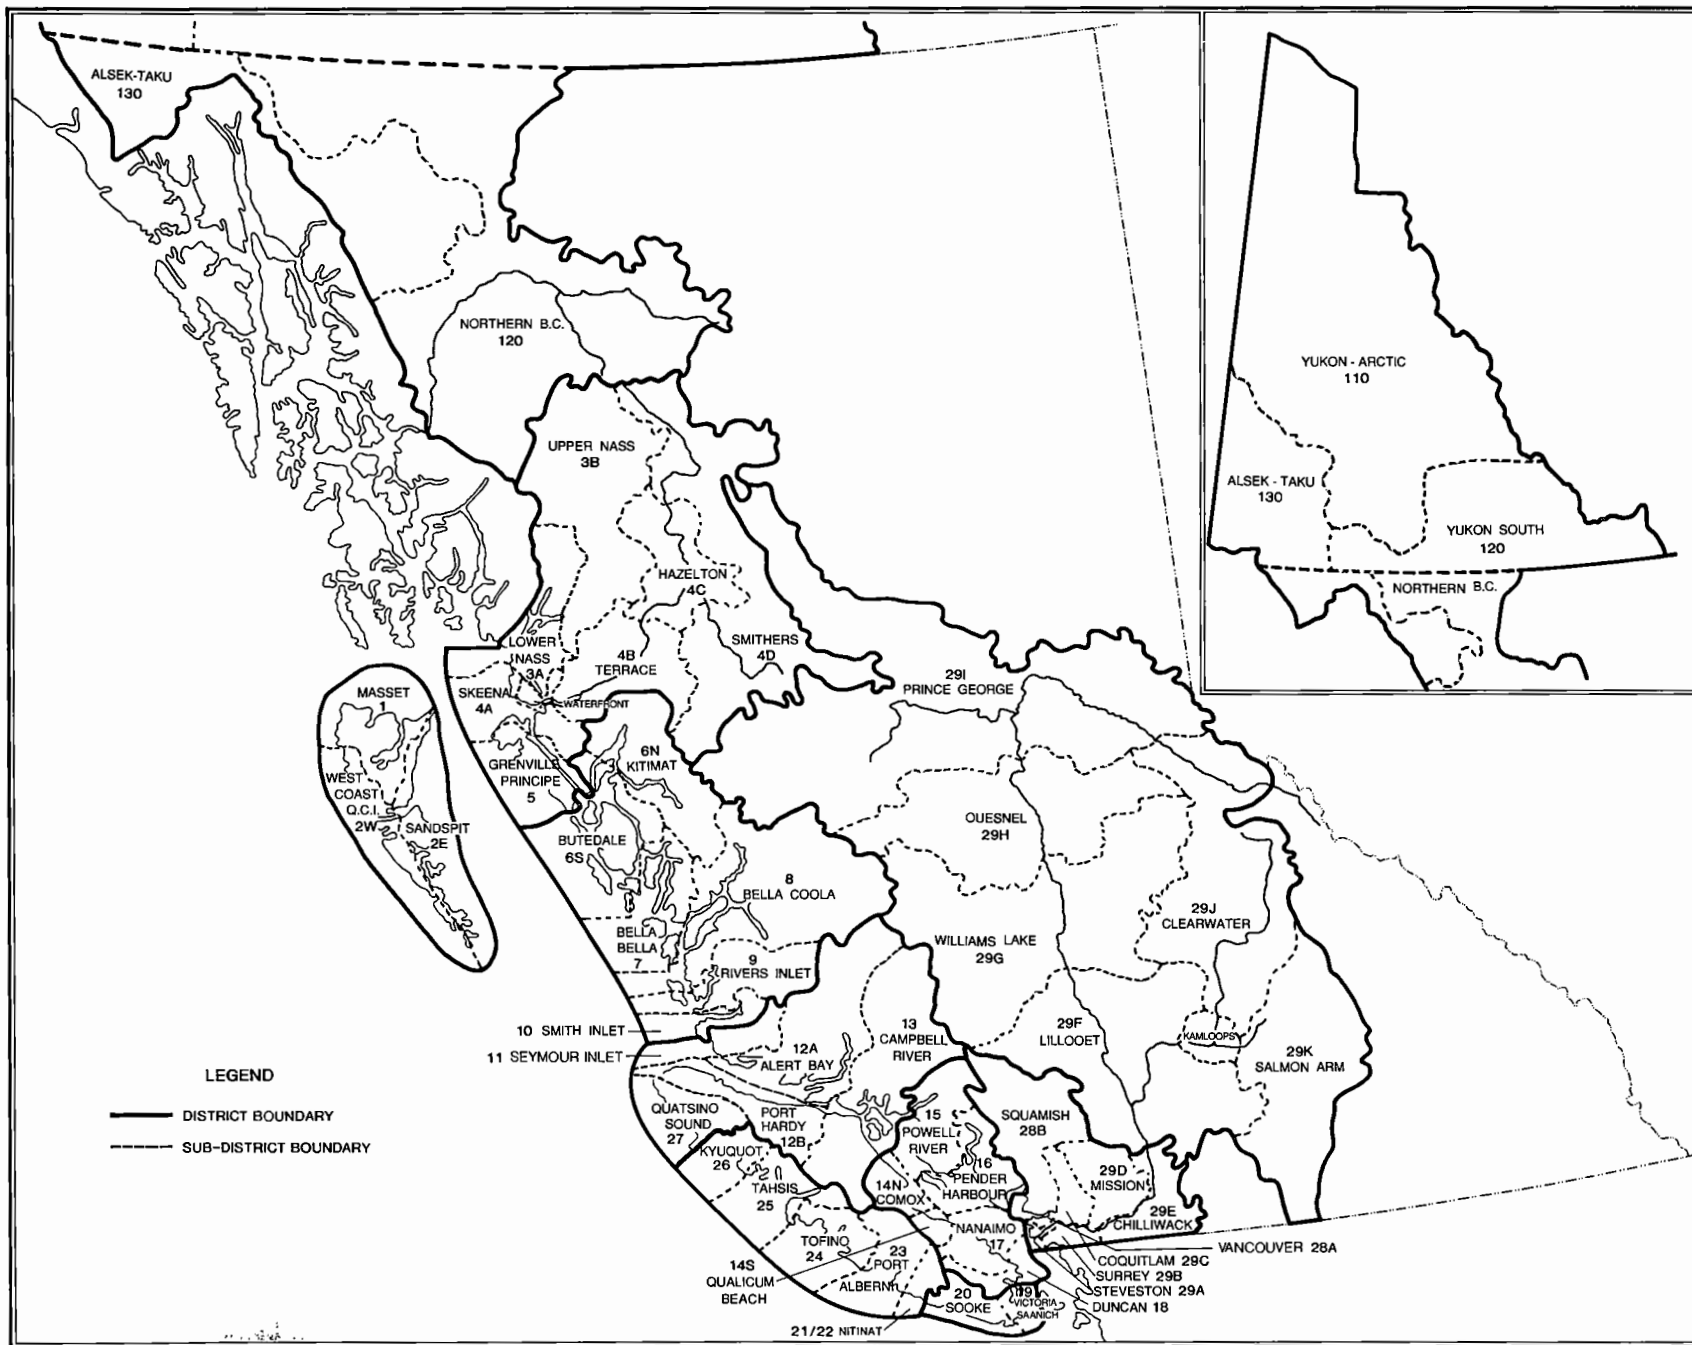 ALSEK-TAKU
130
NORTHERN B.C.
120
UPPER NASS
3B
HAZELTON
4C
SMITHERS
4D
LOWER
NASS
3A
4B
TERRACE
SKEENA
4A
WATERFRONT
MASSET
1
WEST
COAST
Q.C.I.
2W
SANDSPIT
2E
GRENVILLE
PRINCIPE
5
6N
KITIMAT
BUTEDALE
6S
8
BELLA COOLA
BELLA
BELLA
7
9
RIVERS INLET
10 SMITH INLET
11 SEYMOUR INLET
29I
PRINCE GEORGE
OUESNEL
29H
WILLIAMS LAKE
29G
29J
CLEARWATER
29F
LILLOOET
KAMLOOPS
29K
SALMON ARM
12A
ALERT BAY
13
CAMPBELL
RIVER
QUATSINO
SOUND
27
PORT
HARDY
12B
KYUQUOT
26
TAHSIS
25
TOFINO
24
23
PORT
ALBERNI
14N
COMOX
15
POWELL
RIVER
16
PENDER
HARBOUR
SQUAMISH
28B
29D
MISSION
29E
CHILLIWACK
NANAIMO
17
14S
QUALICUM
BEACH
20
SOOKE
19
VICTORIA
SAANICH
21/22 NITINAT
VANCOUVER 28A
COQUITLAM 29C
SURREY 29B
STEVESTON 29A
DUNCAN 18
LEGEND
DISTRICT BOUNDARY
SUB-DISTRICT BOUNDARY
YUKON - ARCTIC
110
ALSEK - TAKU
130
YUKON SOUTH
120
NORTHERN B.C.